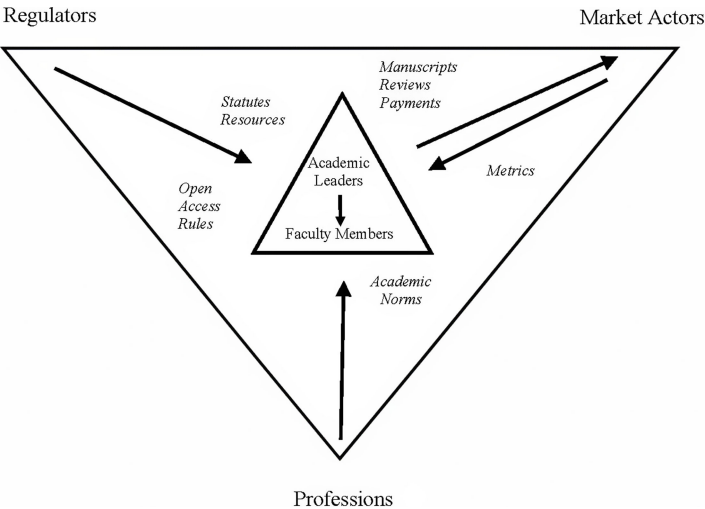 Regulators
Market Actors
Manuscripts
Reviews
Payments
Statutes
Resources
Academic
Leaders
Metrics
Open
Access
Rules
Faculty Members
Academic
Norms
Professions